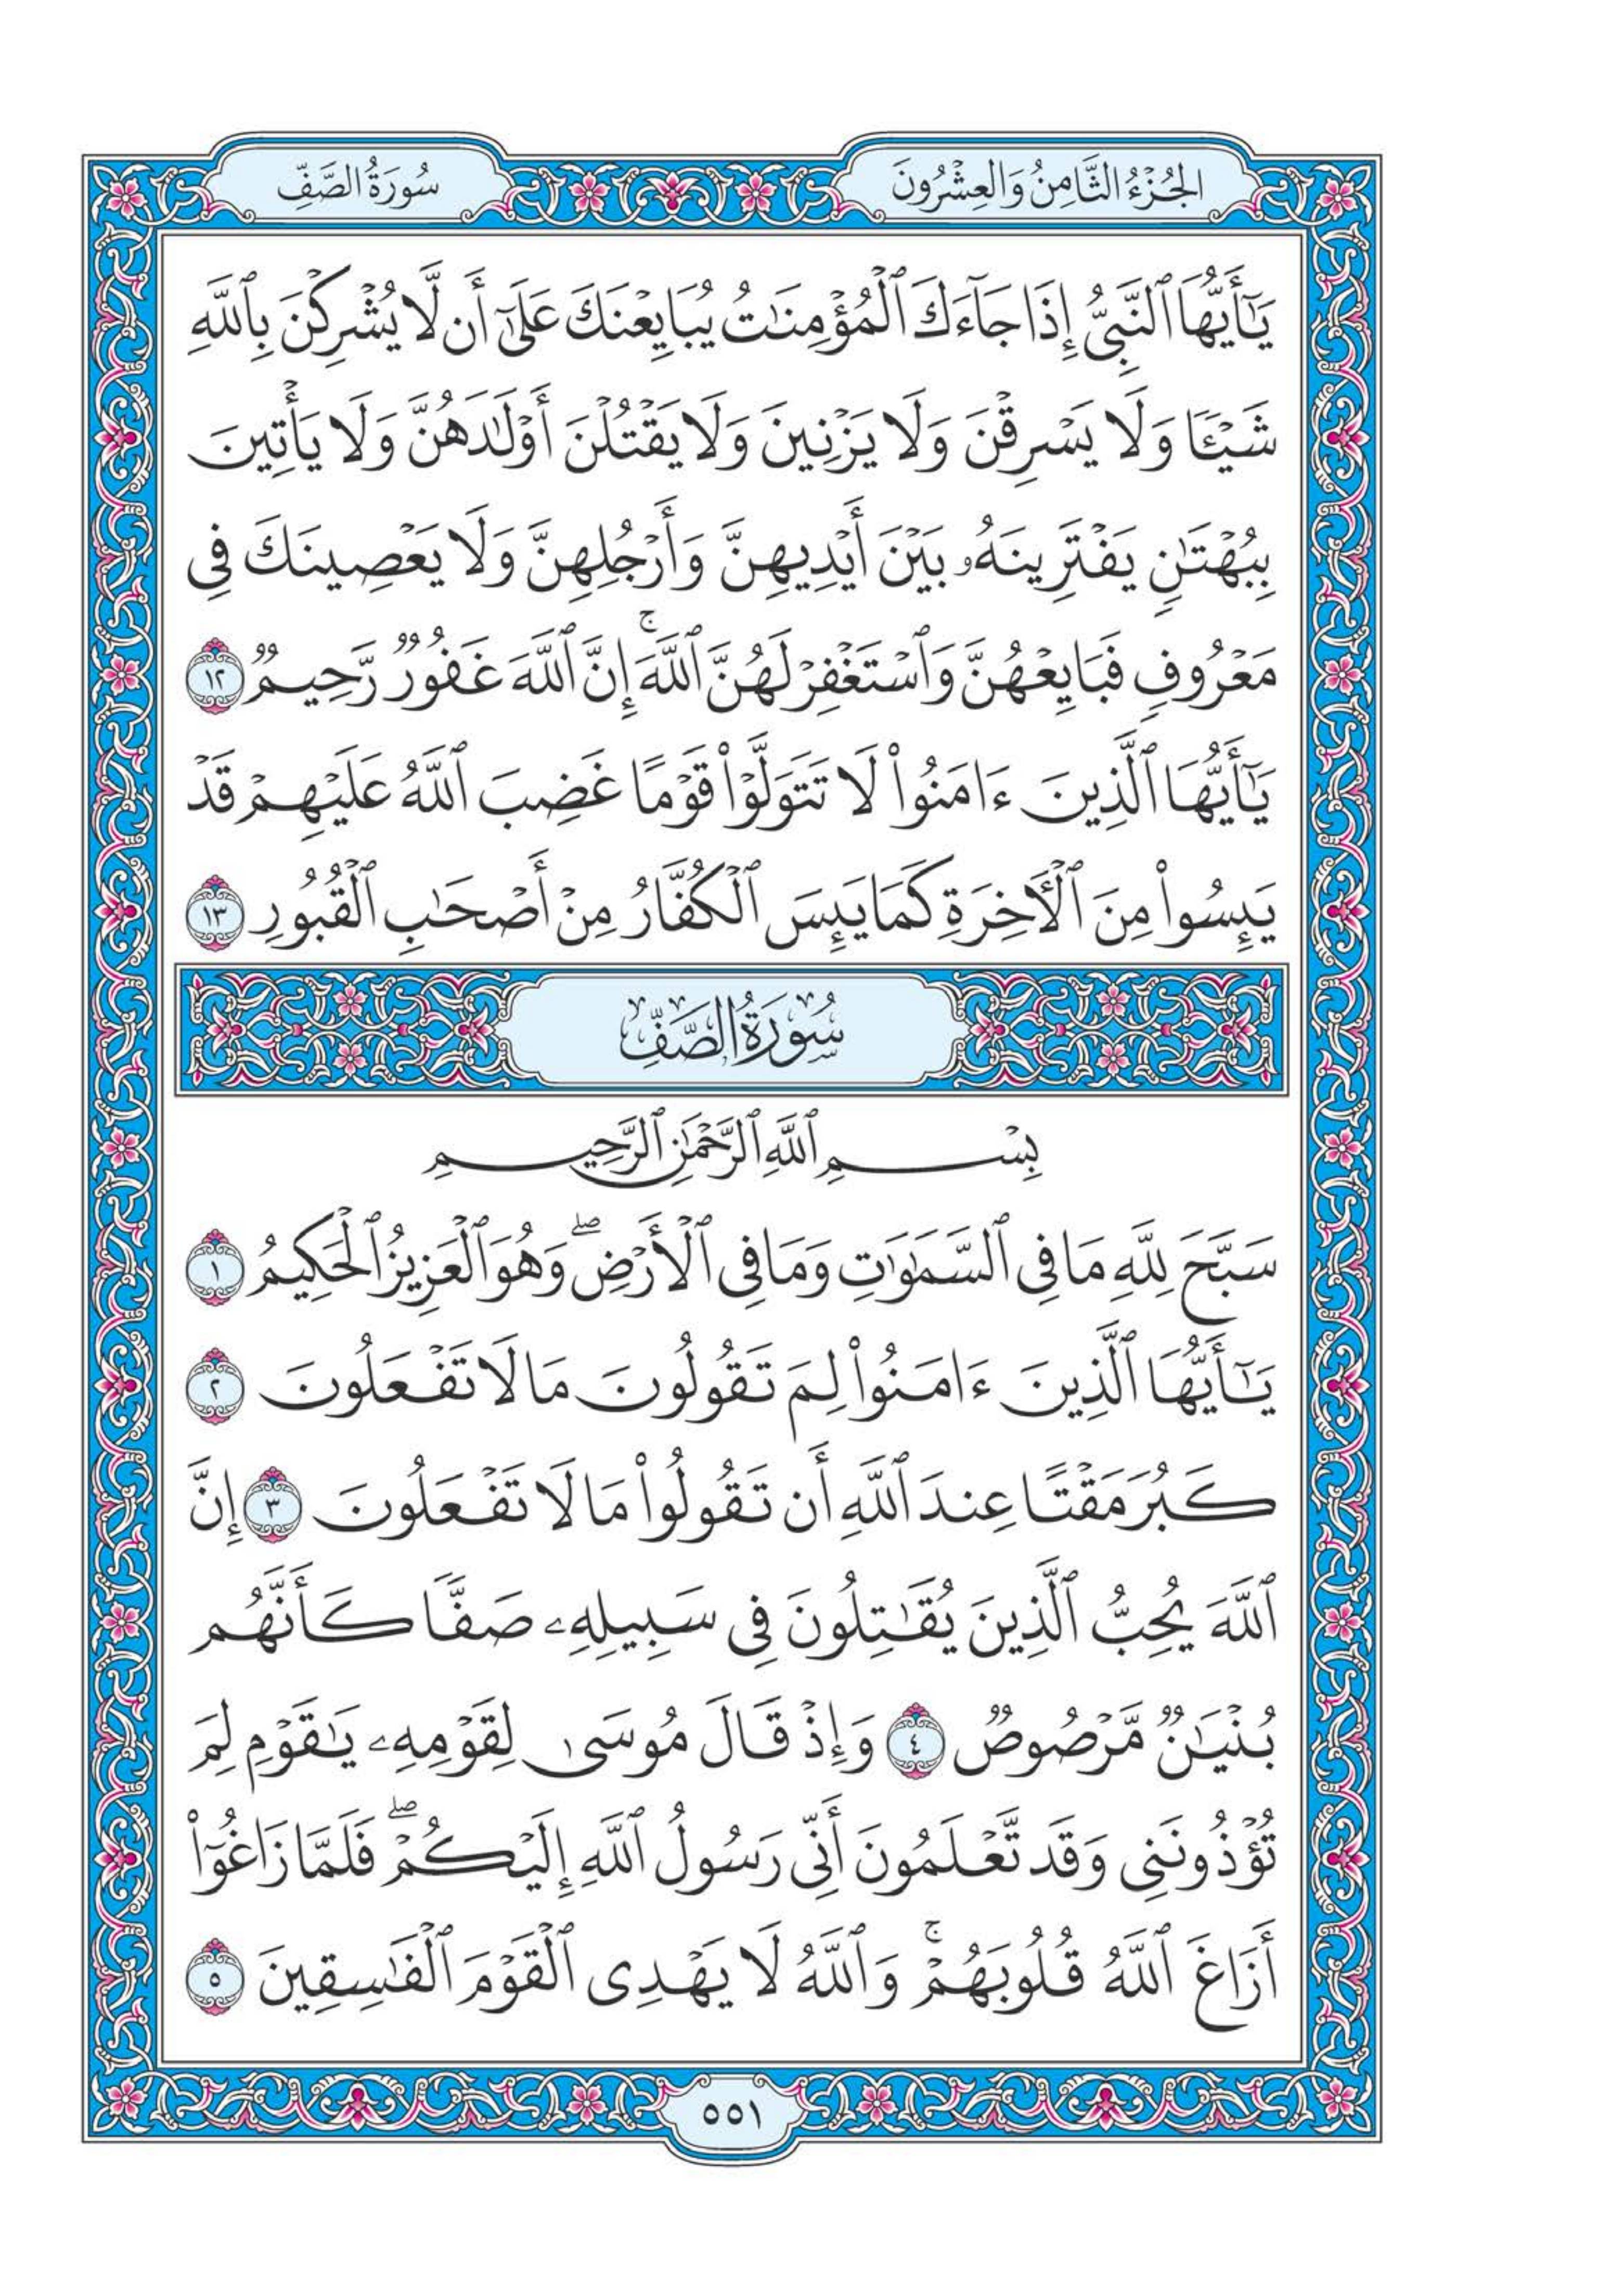 الجُزْءُ الثَّامِنُ وَالعِشْرُونَ
سُورَةُ الصَّفِّ
يَٰٓأَيُّهَا ٱلنَّبِيُّ إِذَا جَآءَكَ ٱلْمُؤْمِنَٰتُ يُبَايِعْنَكَ عَلَىٰٓ أَن لَّا يُشْرِكْنَ بِٱللَّهِ
شَيْـًٔا وَلَا يَسْرِقْنَ وَلَا يَزْنِينَ وَلَا يَقْتُلْنَ أَوْلَٰدَهُنَّ وَلَا يَأْتِينَ
بِبُهْتَٰنٍ يَفْتَرِينَهُۥ بَيْنَ أَيْدِيهِنَّ وَأَرْجُلِهِنَّ وَلَا يَعْصِينَكَ فِى
مَعْرُوفٍ فَبَايِعْهُنَّ وَٱسْتَغْفِرْ لَهُنَّ ٱللَّهَ ۚ إِنَّ ٱللَّهَ غَفُورٌ رَّحِيمٌ ١٢
يَٰٓأَيُّهَا ٱلَّذِينَ ءَامَنُوا۟ لَا تَتَوَلَّوْا۟ قَوْمًا غَضِبَ ٱللَّهُ عَلَيْهِمْ قَدْ
يَئِسُوا۟ مِنَ ٱلْـَٔاخِرَةِ كَمَا يَئِسَ ٱلْكُفَّارُ مِنْ أَصْحَٰبِ ٱلْقُبُورِ ١٣
سُورَةُ الصَّفِّ
بِسْمِ ٱللَّهِ ٱلرَّحْمَٰنِ ٱلرَّحِيمِ
سَبَّحَ لِلَّهِ مَا فِى ٱلسَّمَٰوَٰتِ وَمَا فِى ٱلْأَرْضِ ۖ وَهُوَ ٱلْعَزِيزُ ٱلْحَكِيمُ ١
يَٰٓأَيُّهَا ٱلَّذِينَ ءَامَنُوا۟ لِمَ تَقُولُونَ مَا لَا تَفْعَلُونَ ٢
كَبُرَ مَقْتًا عِندَ ٱللَّهِ أَن تَقُولُوا۟ مَا لَا تَفْعَلُونَ ٣ إِنَّ
ٱللَّهَ يُحِبُّ ٱلَّذِينَ يُقَٰتِلُونَ فِى سَبِيلِهِۦ صَفًّا كَأَنَّهُم
بُنْيَٰنٌ مَّرْصُوصٌ ٤ وَإِذْ قَالَ مُوسَىٰ لِقَوْمِهِۦ يَٰقَوْمِ لِمَ
تُؤْذُونَنِى وَقَد تَّعْلَمُونَ أَنِّى رَسُولُ ٱللَّهِ إِلَيْكُمْ ۖ فَلَمَّا زَاغُوٓا۟
أَزَاغَ ٱللَّهُ قُلُوبَهُمْ ۚ وَٱللَّهُ لَا يَهْدِى ٱلْقَوْمَ ٱلْفَٰسِقِينَ ٥
٥٥١